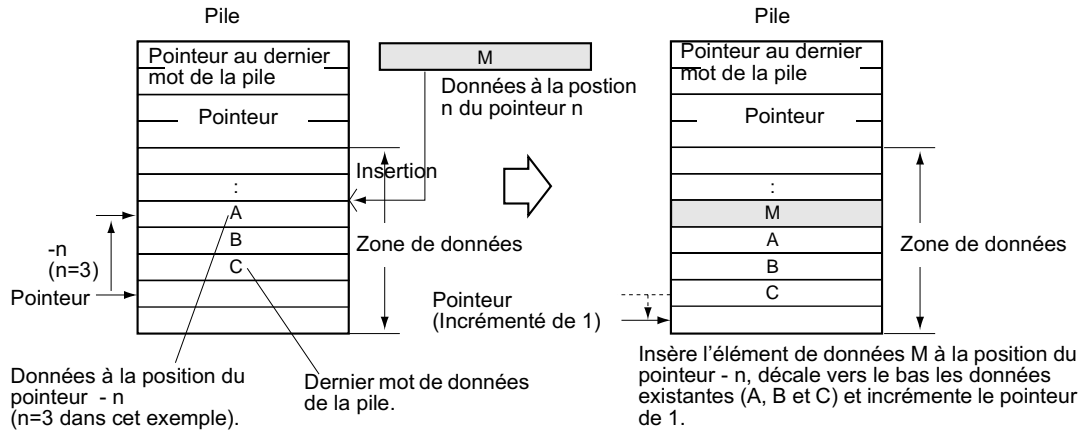 Pile
Pointeur au dernier
mot de la pile
Pointeur
:
A
B
C
M
Données à la postion
n du pointeur n
Insertion
Zone de données
-n
(n=3)
Pointeur
Données à la position du
pointeur - n
(n=3 dans cet exemple).
Dernier mot de données
de la pile.
Pile
Pointeur au dernier
mot de la pile
Pointeur
:
M
A
B
C
Zone de données
Pointeur
(Incrémenté de 1)
Insère l'élément de données M à la position du
pointeur - n, décale vers le bas les données
existantes (A, B et C) et incrémente le pointeur
de 1.